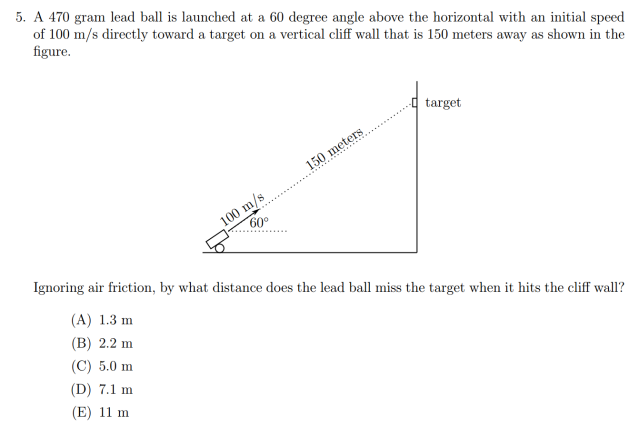 5. A 470 gram lead ball is launched at a 60 degree angle above the horizontal with an initial speed
of 100 m/s directly toward a target on a vertical cliff wall that is 150 meters away as shown in the
figure.
target
150 meters
100 m/s
60°
Ignoring air friction, by what distance does the lead ball miss the target when it hits the cliff wall?
(A) 1.3 m
(B) 2.2 m
(C) 5.0 m
(D) 7.1 m
(E) 11 m